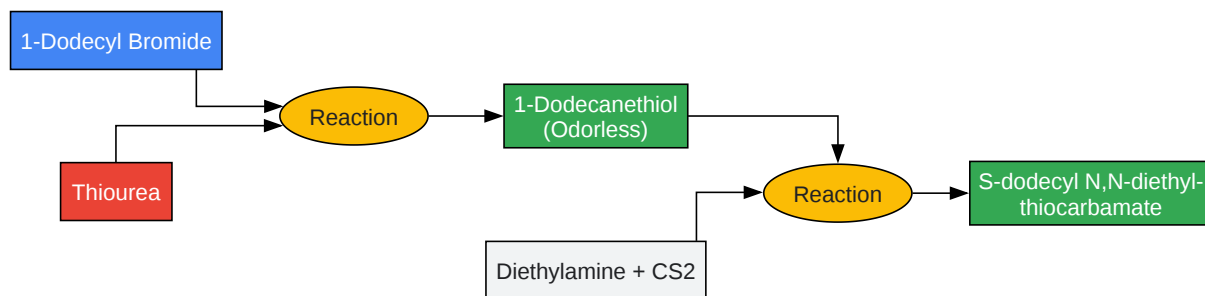 1-Dodecyl Bromide
Reaction
1-Dodecanethiol
(Odorless)
Thiourea
Reaction
S-dodecyl N,N-diethyl-
thiocarbamate
Diethylamine + CS2